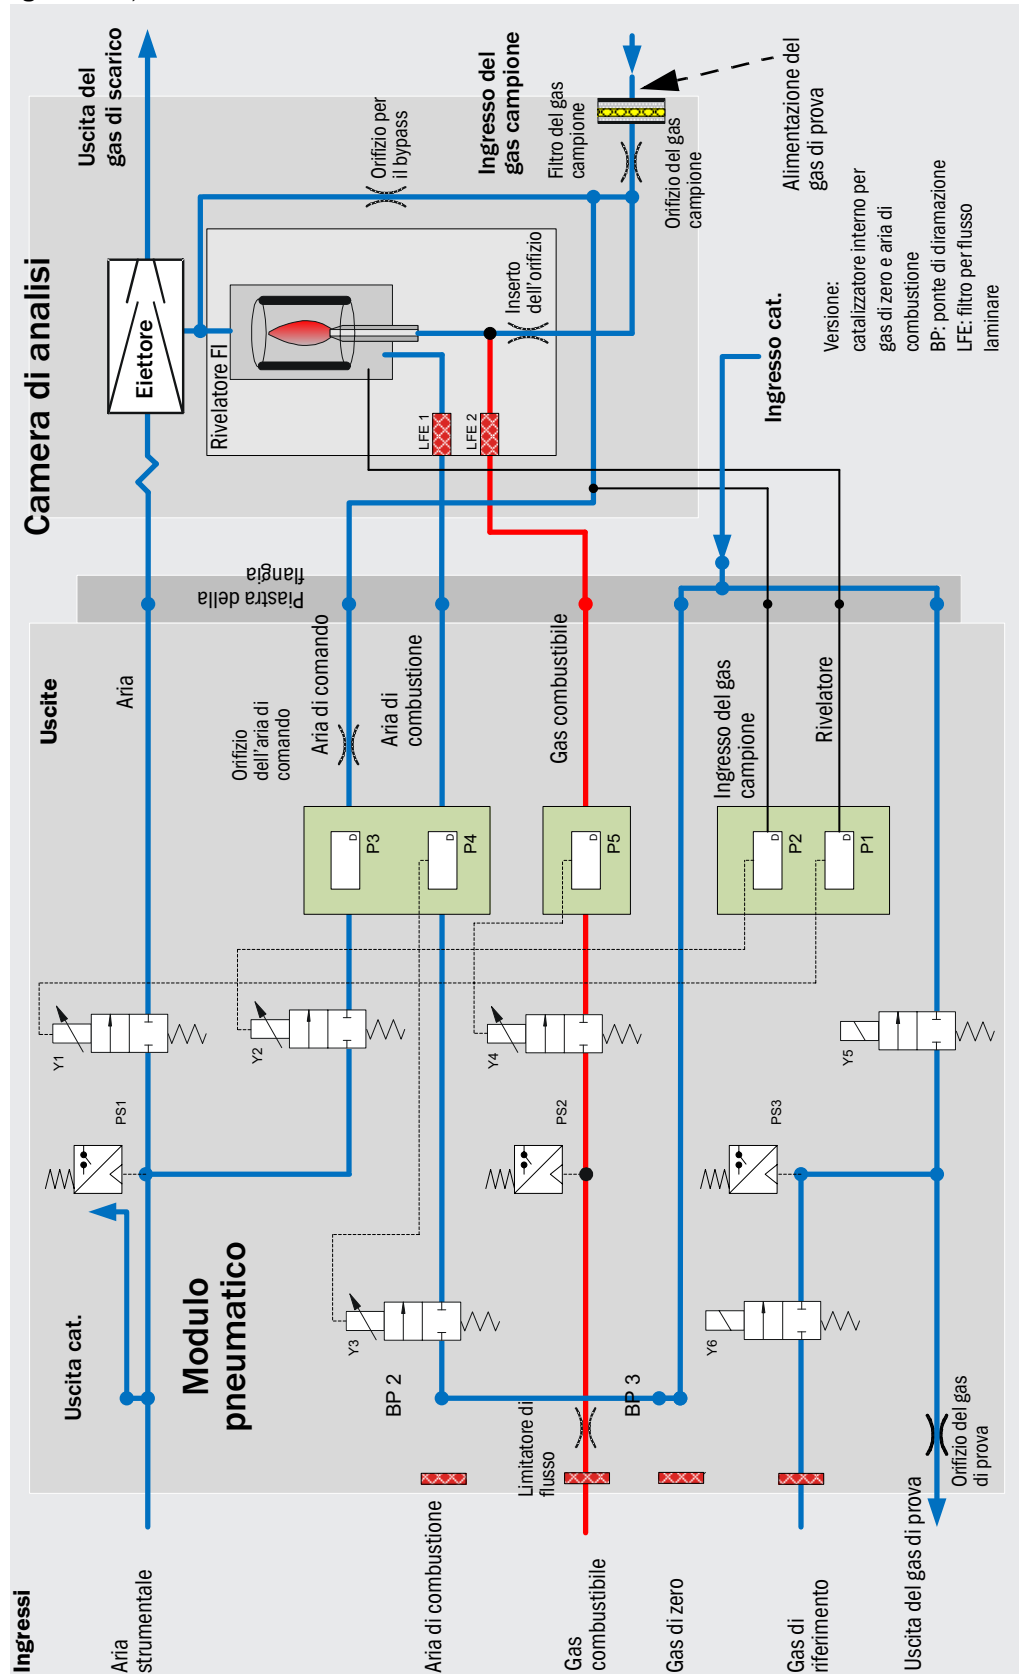 Camera di analisi
Uscita del
gas di scarico
Eiettore
Rivelatore FI
Orifizio per
il bypass
Ingresso del
gas campione
Filtro del gas
campione
Orifizio del gas
campione
Alimentazione del
gas di prova
Inserto
dell'orifizio
LFE 1
LFE 2
Ingresso cat.
Versione:
catalizzatore interno per
gas di zero e aria di
combustione
BP: ponte di diramazione
LFE: filtro per flusso
laminare
Piastra della
flangia
Uscite
Aria
Orifizio
dell'aria di
comando
Aria di comando
Aria di
combustione
Gas combustibile
Ingresso del gas
campione
Rivelatore
D
P3
D
P4
D
P5
D
P2
D
P1
Y1
Y2
Y4
Y5
PS1
PS2
PS3
Uscita cat.
Modulo
pneumatico
Y3
Y6
BP 2
BP 3
Limitatore di
flusso
Orifizio del gas
di prova
Ingressi
Aria
strumentale
Aria di combustione
Gas
combustibile
Gas di zero
Gas di
riferimento
Uscita del gas di prova